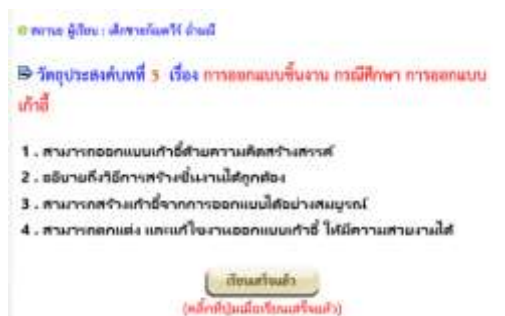 สถานะ ผู้เรียน : เด็กชายกันตวีร์
วัตถุประสงค์บทที่ 5 เรื่อง การออกแบบชิ้นงาน กรณีศึกษา การออกแบบ
เก้าอี้
1 . สามารถออกแบบเก้าอี้ด้วยความคิดสร้างสรรค์
2 . อธิบายถึงวิธีการสร้างชิ้นงานได้ถูกต้อง
3 . สามารถสร้างเก้าอี้จากการออกแบบได้อย่างสมบูรณ์
4 . สามารถตกแต่ง และแก้ไขงานออกแบบเก้าอี้ ให้มีความสวยงามได้
เรียนเสร็จแล้ว
(คลิ๊กที่ปุ่มเมื่อเรียนเสร็จแล้ว)